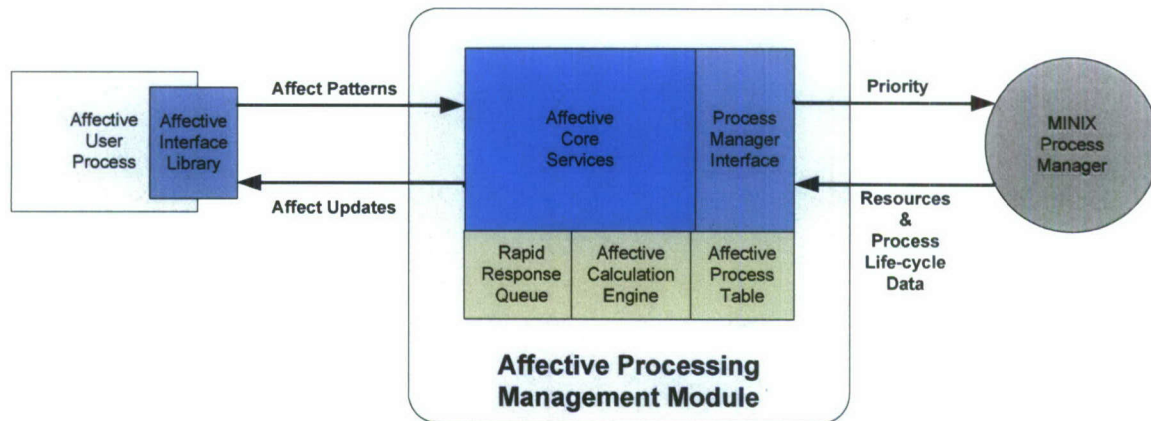 Affective
User
Process
Affective
Interface
Library
Affect Patterns
Affect Updates
Affective
Core
Services
Process
Manager
Interface
Rapid
Response
Queue
Affective
Calculation
Engine
Affective
Process
Table
Affective Processing
Management Module
Priority
Resources
&
Process
Life-cycle
Data
MINIX
Process
Manager